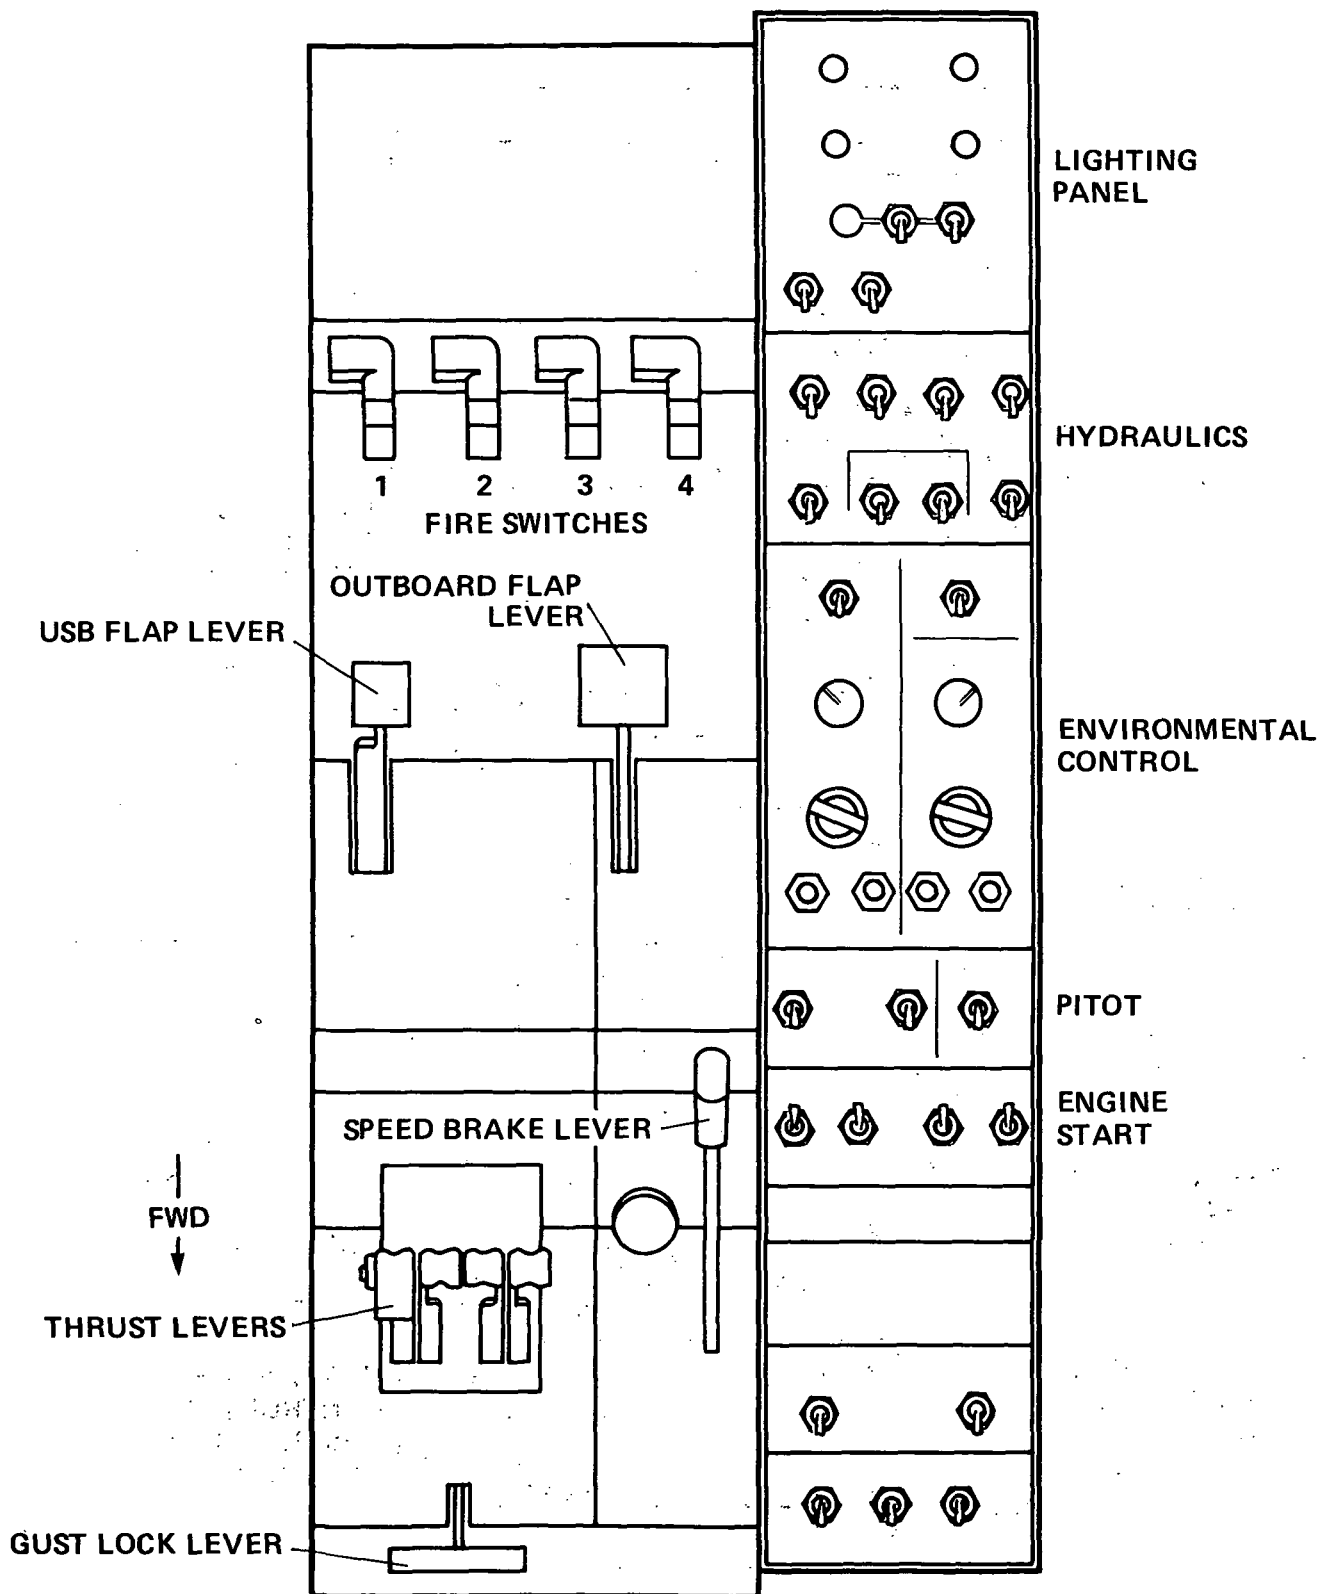 LIGHTING
PANEL
HYDRAULICS
1 2 3 4
FIRE SWITCHES
OUTBOARD FLAP
LEVER
USB FLAP LEVER
ENVIRONMENTAL
CONTROL
PITOT
ENGINE
START
SPEED BRAKE LEVER
FWD
THRUST LEVERS
GUST LOCK LEVER